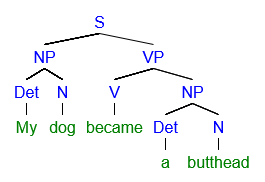 S
NP VP
Det N V NP
My dog became Det N
a butthead